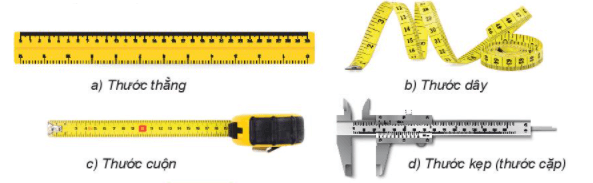 a) Thước thẳng
b) Thước dây
c) Thước cuộn
d) Thước kẹp (thước cặp)